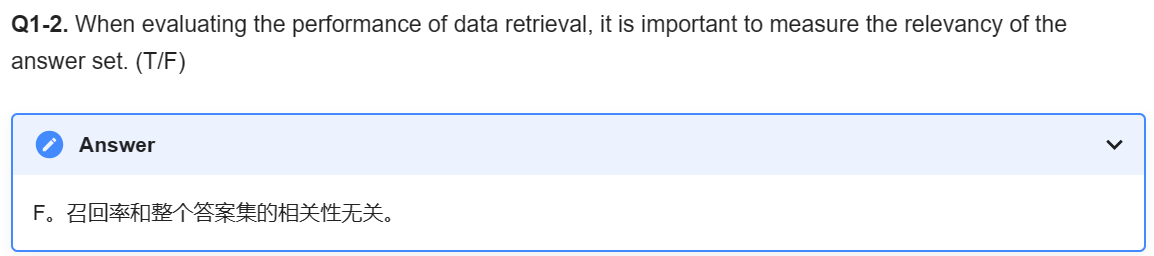 Q1-2. When evaluating the performance of data retrieval, it is important to measure the relevancy of the
answer set. (T/F)
Answer
F。召回率和整个答案集的相关性无关。